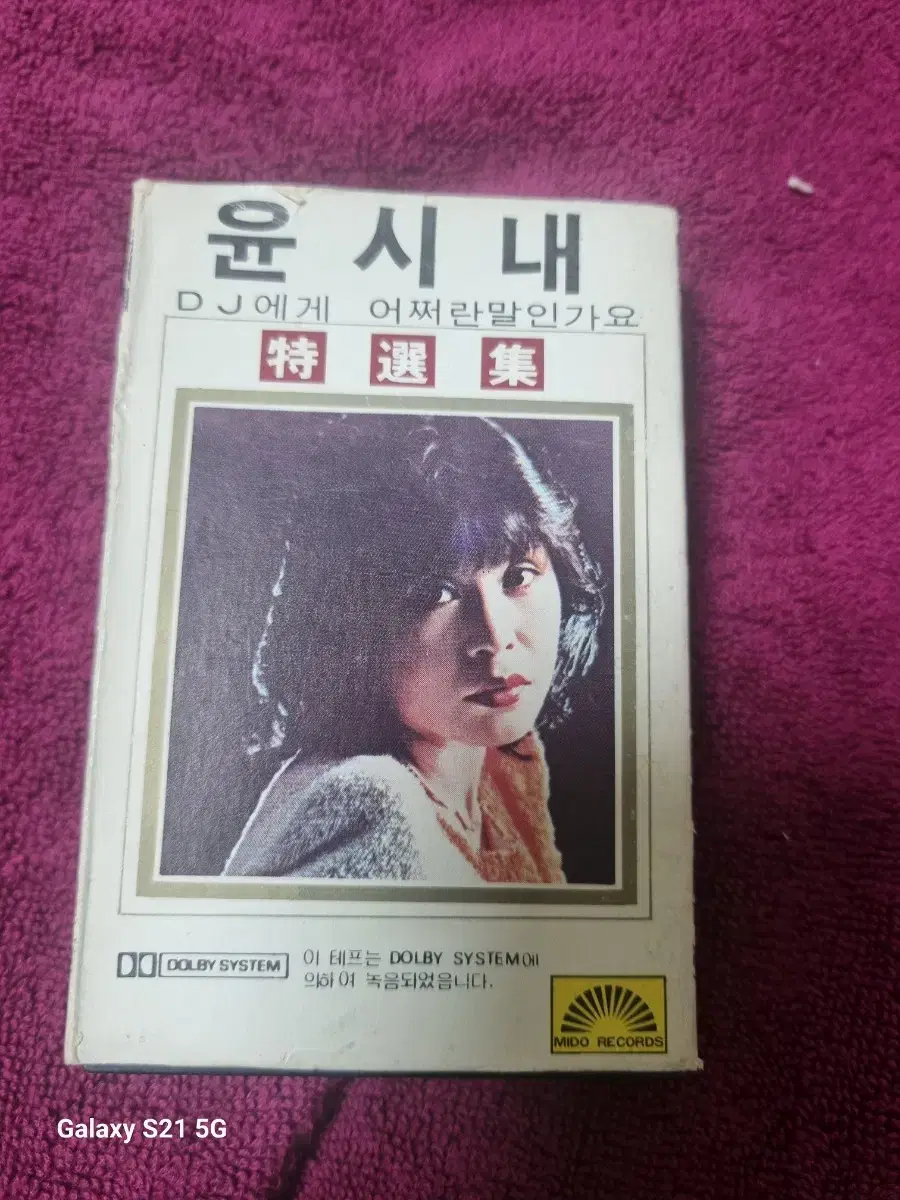 윤시내
DJ에게 어쩌란말인가요
特選集
DOLBY SYSTEM
이 테프는 DOLBY SYSTEM에
의하여 녹음되었읍니다.
MIDO RECORDS
Galaxy S21 5G